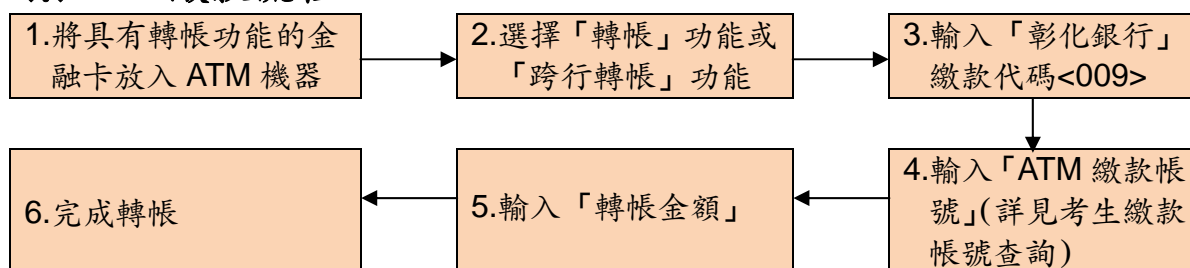 1.將具有轉帳功能的金
融卡放入 ATM 機器
2.選擇「轉帳」功能或
「跨行轉帳」功能
3.輸入「彰化銀行」
繳款代碼<009>
4.輸入「ATM 繳款帳
號」(詳見考生繳款
帳號查詢)
5.輸入「轉帳金額」
6.完成轉帳